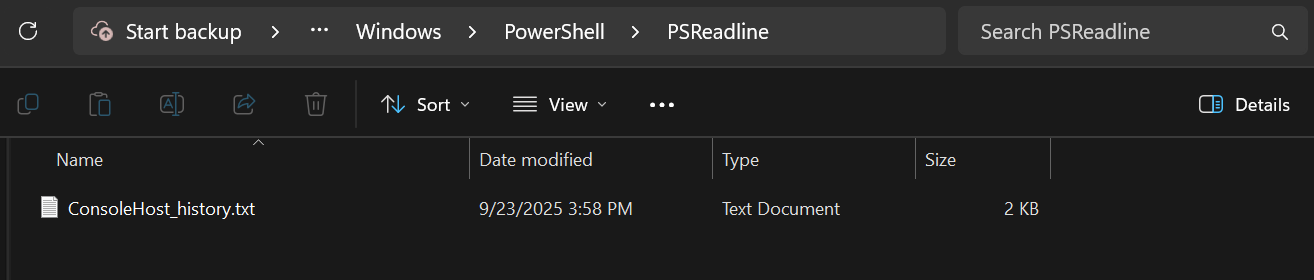 Start backup > ... Windows > PowerShell > PSReadline Search PSReadline
Sort View ... Details
Name Date modified Type Size
ConsoleHost_history.txt 9/23/2025 3:58 PM Text Document 2 KB